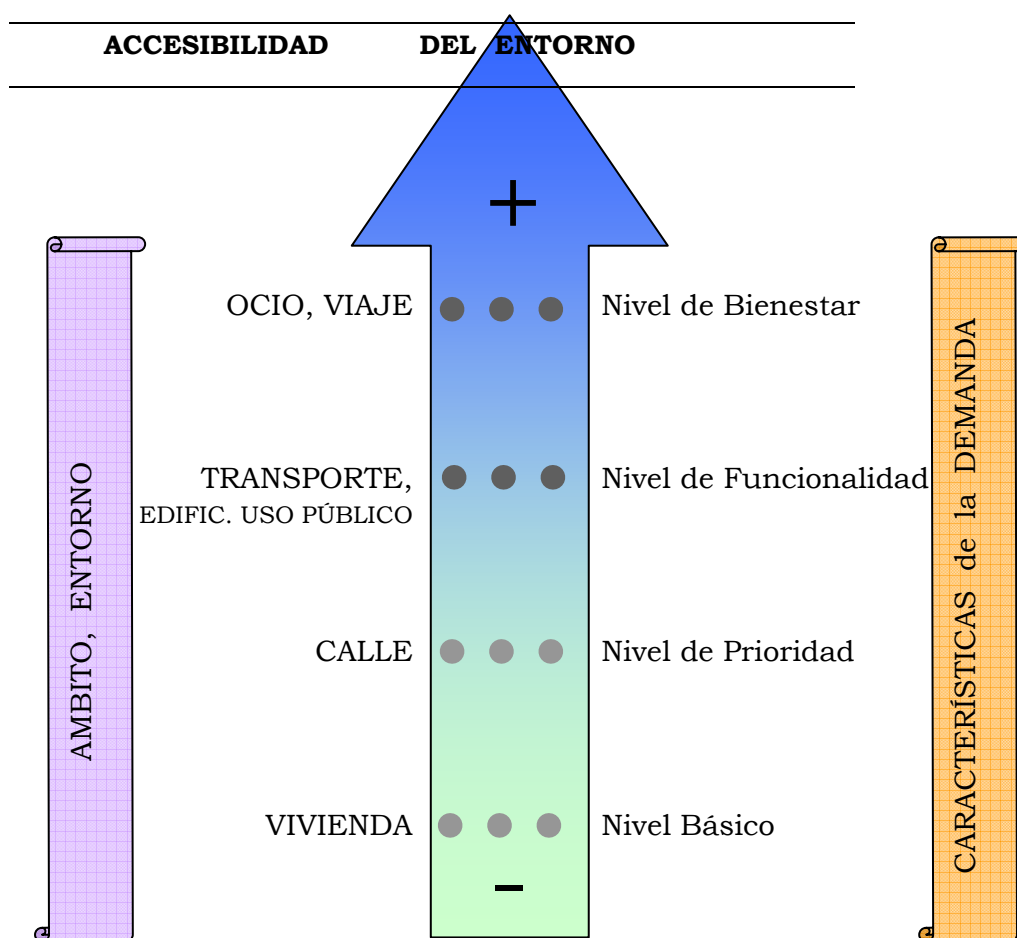 ACCESIBILIDAD DEL ENTORNO
+
OCIO, VIAJE Nivel de Bienestar
TRANSPORTE, Nivel de Funcionalidad
EDIFIC. USO PÚBLICO
CALLE Nivel de Prioridad
VIVIENDA Nivel Básico
-
AMBITO, ENTORNO
CARACTERÍSTICAS de la DEMANDA